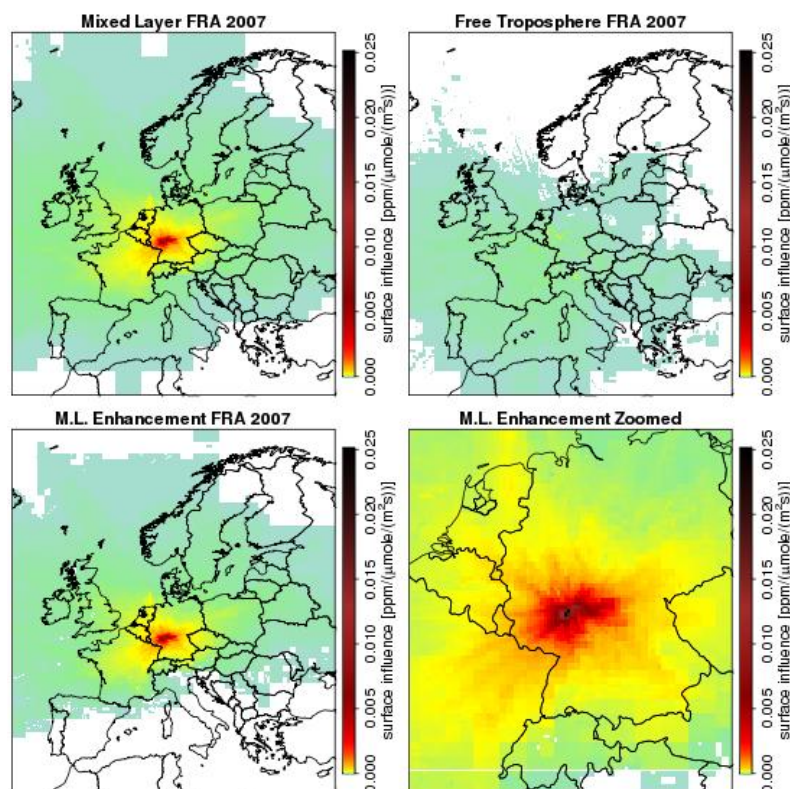 Mixed Layer FRA 2007
0.000 0.005 0.010 0.015 0.020 0.025
surface influence [ppm/(μmole/(m²s))]
Free Troposphere FRA 2007
0.000 0.005 0.010 0.015 0.020 0.025
surface influence [ppm/(μmole/(m²s))]
M.L. Enhancement FRA 2007
0.000 0.005 0.010 0.015 0.020 0.025
surface influence [ppm/(μmole/(m²s))]
M.L. Enhancement Zoomed
0.000 0.005 0.010 0.015 0.020 0.025
surface influence [ppm/(μmole/(m²s))]